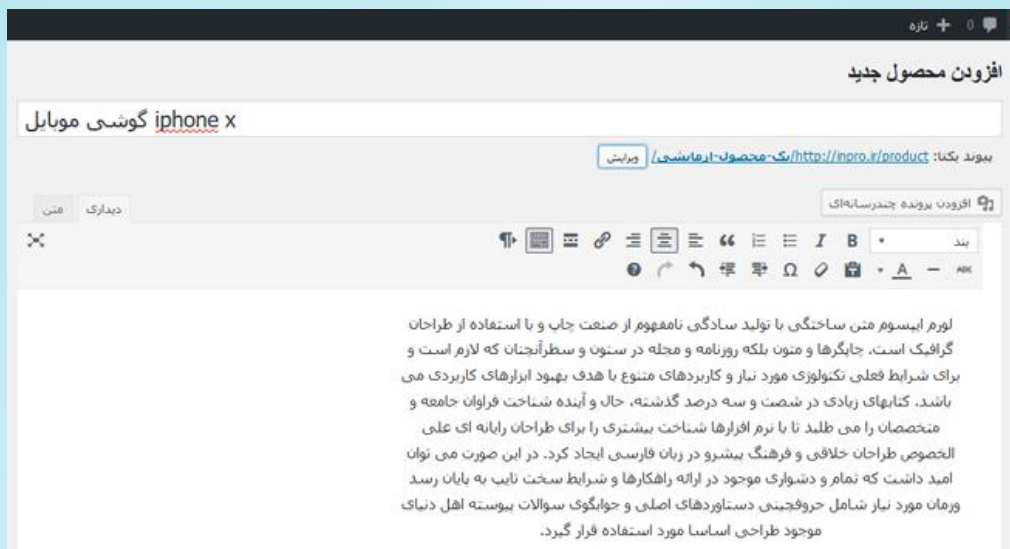 0 تازه
افزودن محصول جدید
گوشی موبایل iphone x
پیوند یکتا: http://inpro.ir/product/یک-محصول-ازمایشی/ ویرایش
افزودن پرونده چندرسانه‌ای
دیداری متن
بند
لورم ایپسوم متن ساختگی با تولید سادگی نامفهوم از صنعت چاپ و با استفاده از طراحان
گرافیک است. چاپگرها و متون بلکه روزنامه و مجله در ستون و سطرآنچنان که لازم است و
برای شرایط فعلی تکنولوژی مورد نیاز و کاربردهای متنوع با هدف بهبود ابزارهای کاربردی می
باشد. کتابهای زیادی در شصت و سه درصد گذشته، حال و آینده شناخت فراوان جامعه و
متخصصان را می طلبد تا با نرم افزارها شناخت بیشتری را برای طراحان رایانه ای علی
الخصوص طراحان خلاقی و فرهنگ پیشرو در زبان فارسی ایجاد کرد. در این صورت می توان
امید داشت که تمام و دشواری موجود در ارائه راهکارها و شرایط سخت تایپ به پایان رسد
ورمان مورد نیاز شامل حروفچینی دستاوردهای اصلی و جوابگوی سوالات پیوسته اهل دنیای
موجود طراحی اساسا مورد استفاده قرار گیرد.